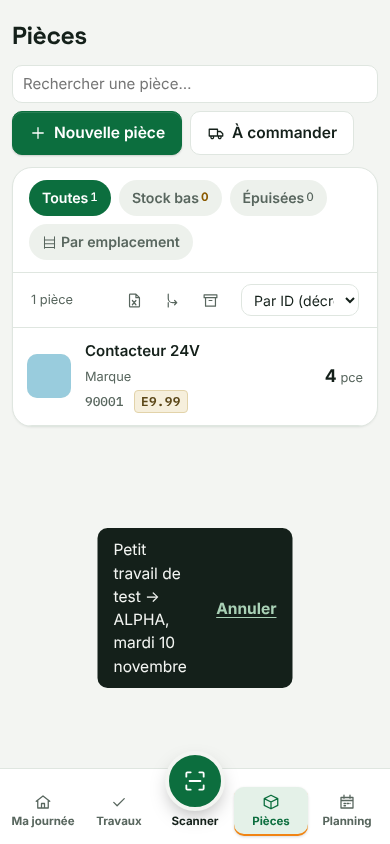 Pièces
Rechercher une pièce...
Nouvelle pièce
À commander
Toutes 1
Stock bas 0
Épuisées 0
Par emplacement
1 pièce
Par ID (décr
Contacteur 24V
Marque
4 pce
90001 E9.99
Petit
travail de
test →
ALPHA,
mardi 10
novembre
Annuler
Ma journée
Travaux
Scanner
Pièces
Planning